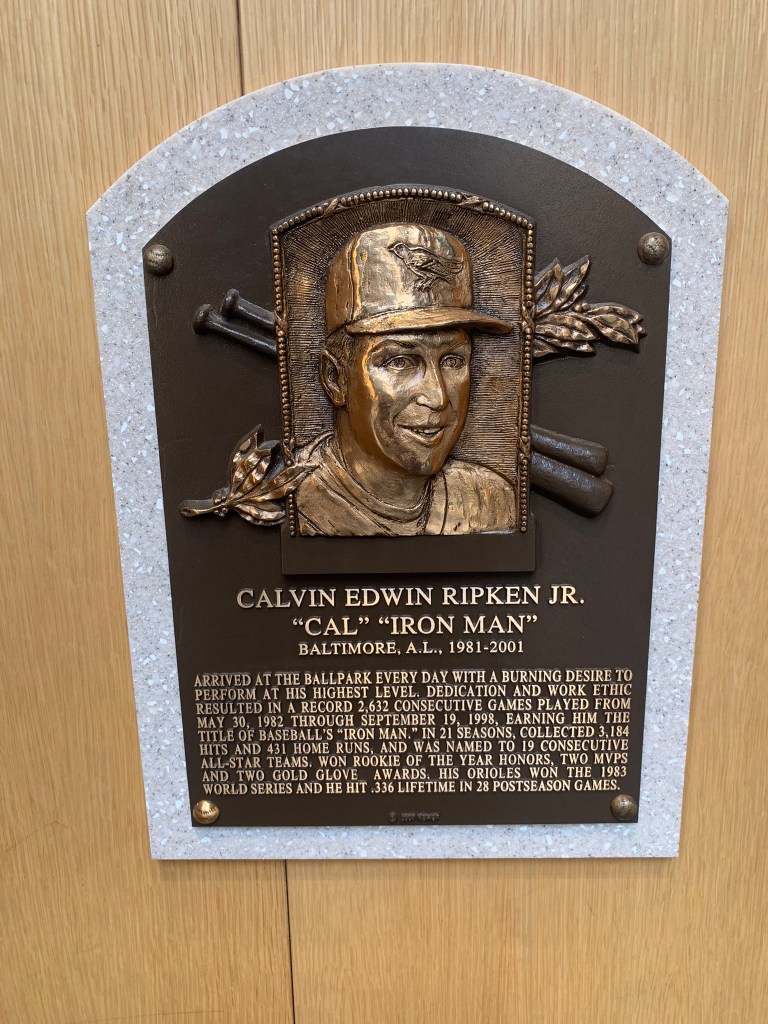 CALVIN EDWIN RIPKEN JR.
“CAL” “IRON MAN”
BALTIMORE, A.L., 1981-2001
ARRIVED AT THE BALLPARK EVERY DAY WITH A BURNING DESIRE TO
PERFORM AT HIS HIGHEST LEVEL. DEDICATION AND WORK ETHIC
RESULTED IN A RECORD 2,632 CONSECUTIVE GAMES PLAYED FROM
MAY 30, 1982 THROUGH SEPTEMBER 19, 1998, EARNING HIM THE
TITLE OF BASEBALL'S “IRON MAN.” IN 21 SEASONS, COLLECTED 3,184
HITS AND 431 HOME RUNS, AND WAS NAMED TO 19 CONSECUTIVE
ALL-STAR TEAMS. WON ROOKIE OF THE YEAR HONORS, TWO MVPS
AND TWO GOLD GLOVE AWARDS. HIS ORIOLES WON THE 1983
WORLD SERIES AND HE HIT .336 LIFETIME IN 28 POSTSEASON GAMES.